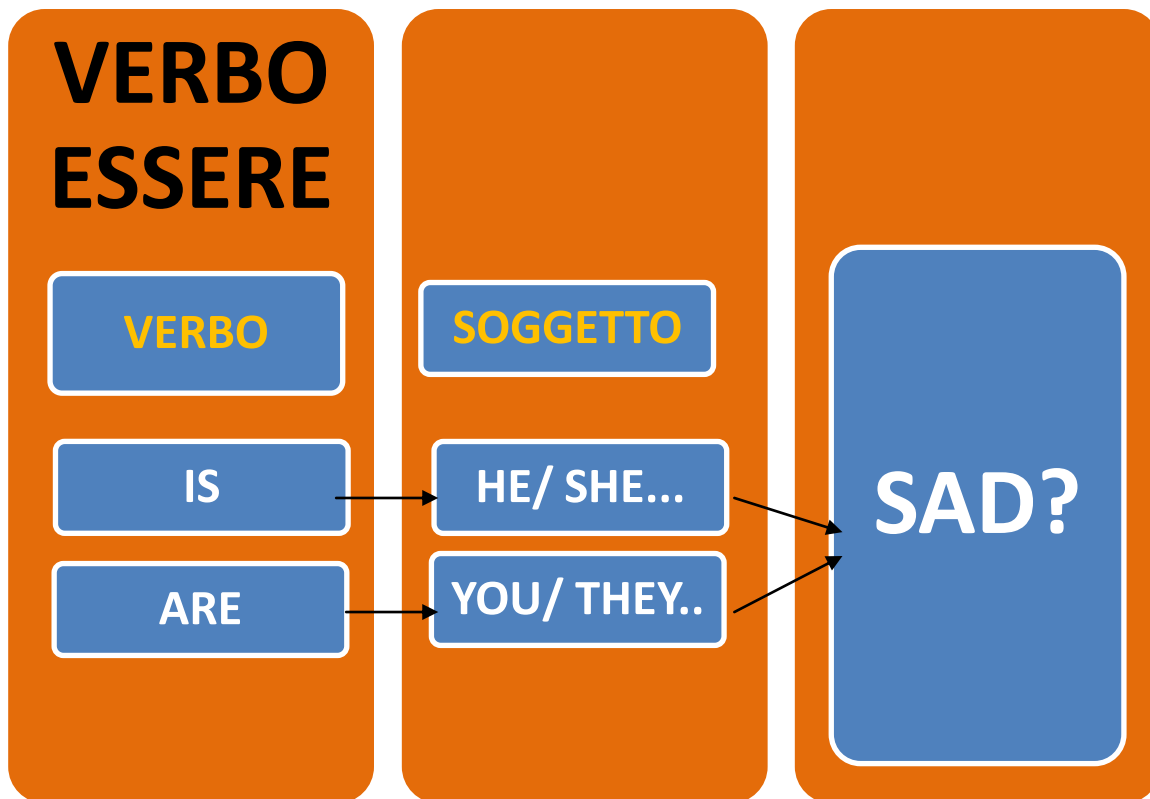 VERBO
ESSERE
VERBO
SOGGETTO
IS
HE/ SHE...
ARE
YOU/ THEY..
SAD?